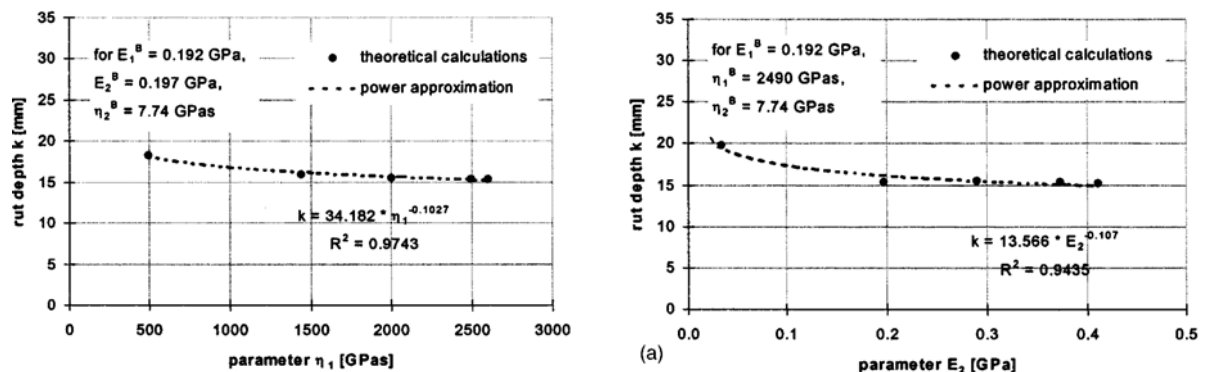 35
30
25
20
15
10
5
0
rut depth k [mm]
for E₁ᴮ = 0.192 GPa,
E₂ᴮ = 0.197 GPa,
η₂ᴮ = 7.74 GPas
theoretical calculations
power approximation
k = 34.182 * η₁⁻⁰·¹⁰²⁷
R² = 0.9743
0 500 1000 1500 2000 2500 3000
parameter η₁ [GPas]
35
30
25
20
15
10
5
0
rut depth k [mm]
for E₁ᴮ = 0.192 GPa,
η₁ᴮ = 2490 GPas,
η₂ᴮ = 7.74 GPas
theoretical calculations
power approximation
k = 13.566 * E₂⁻⁰·¹⁰⁷
R² = 0.9435
0.0 0.1 0.2 0.3 0.4 0.5
(a)
parameter E₂ [GPa]